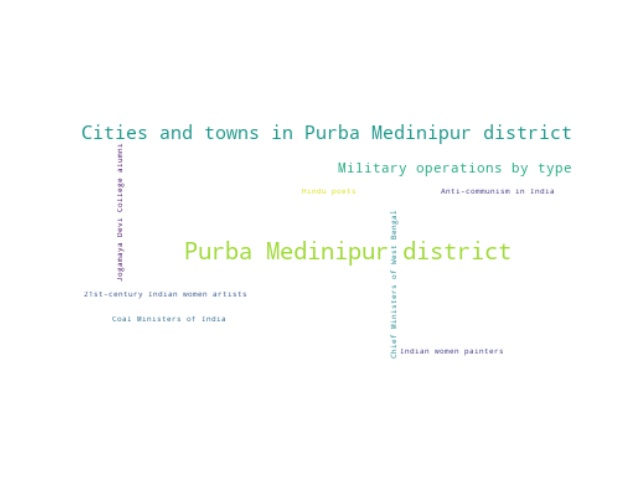 Cities and towns in Purba Medinipur district
Jogamaya Devi College alumni
Military operations by type
Hindu poets
Anti-communism in India
Chief Ministers of West Bengal
Purba Medinipur district
21st-century Indian women artists
Coal Ministers of India
Indian women painters